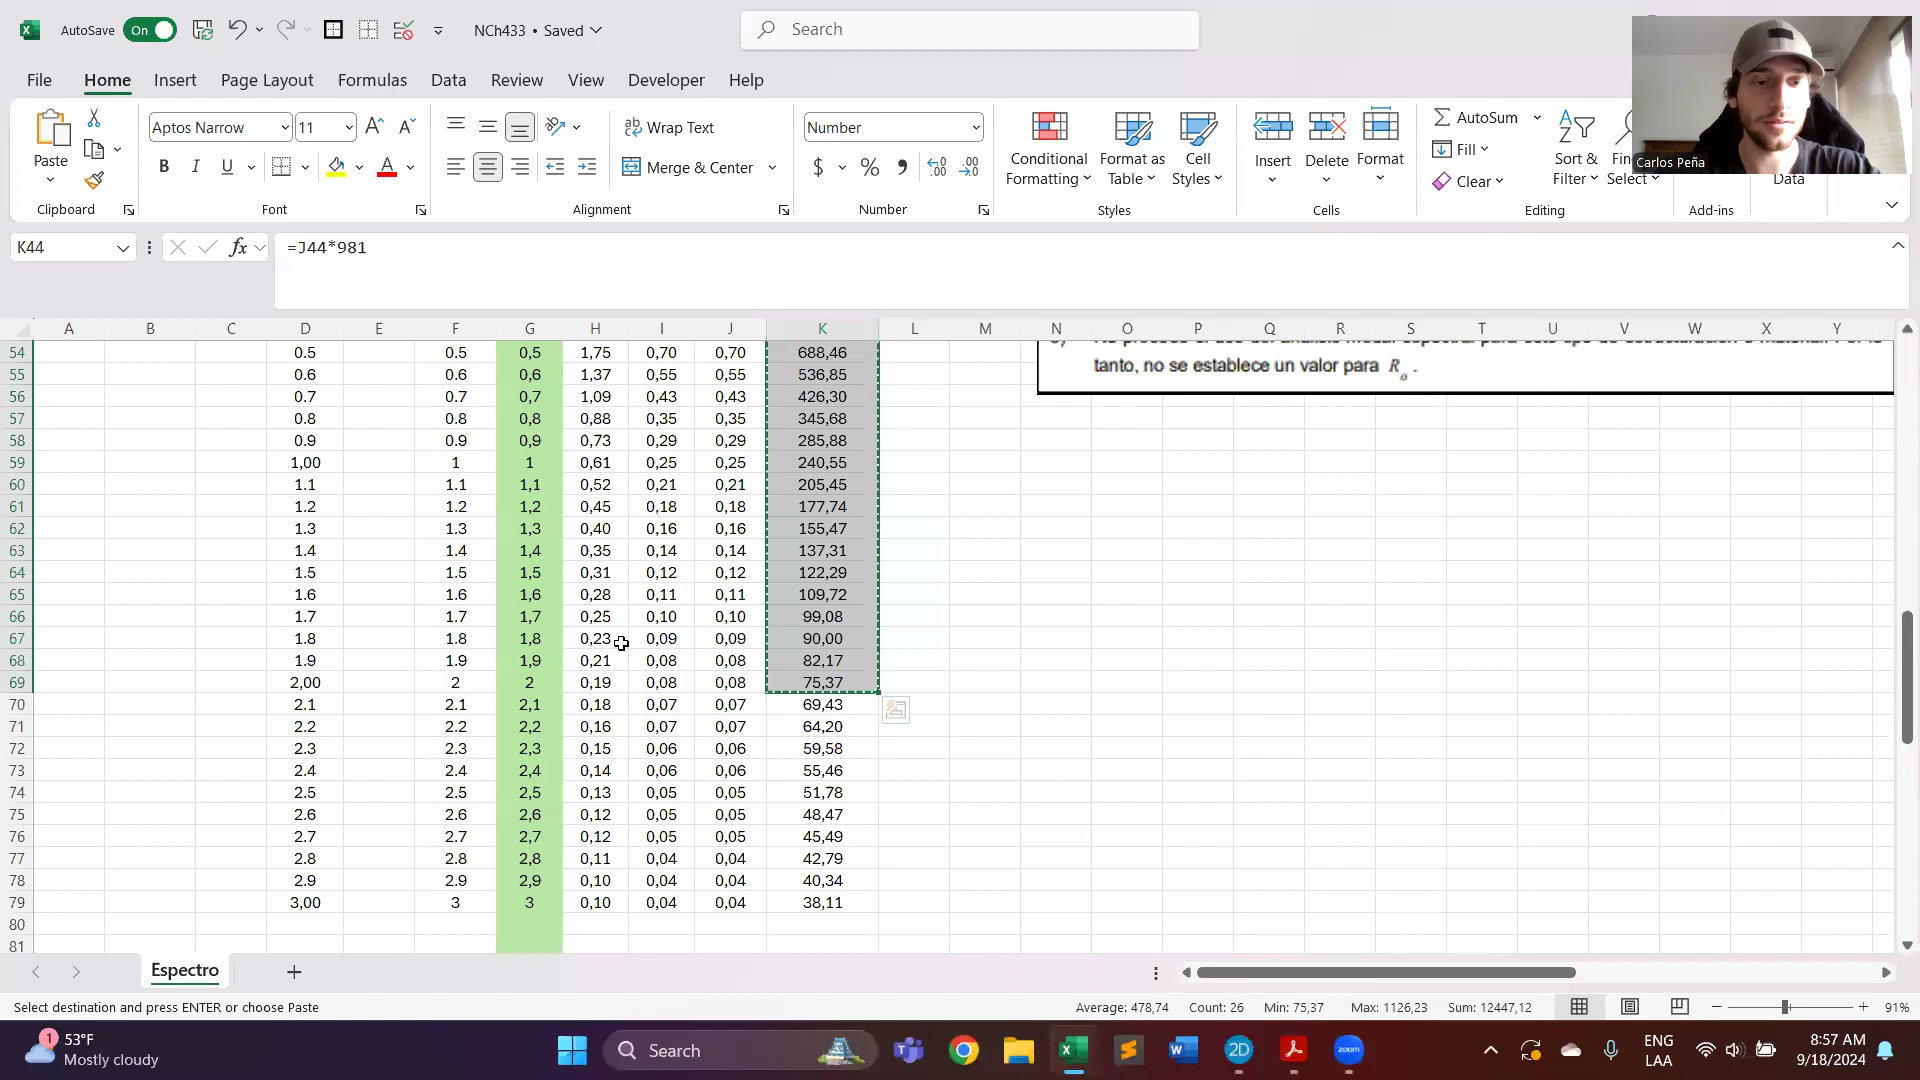 AutoSave On NCh433 • Saved Search
File Home Insert Page Layout Formulas Data Review View Developer Help
Paste Aptos Narrow 11 Wrap Text Merge & Center Number
Conditional Formatting Format as Table Cell Styles Insert Delete Format AutoSum Fill Clear Sort & Filter Select Data
Carlos Peña
Clipboard Font Alignment Number Styles Cells Editing Add-ins
K44 fx =J44*981
A B C D E F G H I J K L M N O P Q R S T U V W X Y
54 0.5 0.5 0,5 1,75 0,70 0,70 688,46
55 0.6 0.6 0,6 1,37 0,55 0,55 536,85
tanto, no se establece un valor para Ro .
56 0.7 0.7 0,7 1,09 0,43 0,43 426,30
57 0.8 0.8 0,8 0,88 0,35 0,35 345,68
58 0.9 0.9 0,9 0,73 0,29 0,29 285,88
59 1,00 1 1 0,61 0,25 0,25 240,55
60 1.1 1.1 1,1 0,52 0,21 0,21 205,45
61 1.2 1.2 1,2 0,45 0,18 0,18 177,74
62 1.3 1.3 1,3 0,40 0,16 0,16 155,47
63 1.4 1.4 1,4 0,35 0,14 0,14 137,31
64 1.5 1.5 1,5 0,31 0,12 0,12 122,29
65 1.6 1.6 1,6 0,28 0,11 0,11 109,72
66 1.7 1.7 1,7 0,25 0,10 0,10 99,08
67 1.8 1.8 1,8 0,23 0,09 0,09 90,00
68 1.9 1.9 1,9 0,21 0,08 0,08 82,17
69 2,00 2 2 0,19 0,08 0,08 75,37
70 2.1 2.1 2,1 0,18 0,07 0,07 69,43
71 2.2 2.2 2,2 0,16 0,07 0,07 64,20
72 2.3 2.3 2,3 0,15 0,06 0,06 59,58
73 2.4 2.4 2,4 0,14 0,06 0,06 55,46
74 2.5 2.5 2,5 0,13 0,05 0,05 51,78
75 2.6 2.6 2,6 0,12 0,05 0,05 48,47
76 2.7 2.7 2,7 0,12 0,05 0,05 45,49
77 2.8 2.8 2,8 0,11 0,04 0,04 42,79
78 2.9 2.9 2,9 0,10 0,04 0,04 40,34
79 3,00 3 3 0,10 0,04 0,04 38,11
80
81
Espectro
Select destination and press ENTER or choose Paste Average: 478,74 Count: 26 Min: 75,37 Max: 1126,23 Sum: 12447,12 91%
1 53°F
Mostly cloudy
Search
2D zoom
ENG
LAA
8:57 AM
9/18/2024